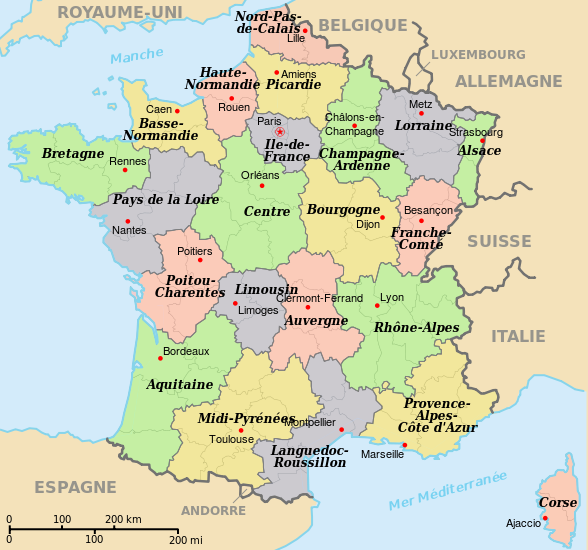 ROYAUME-UNI
Nord-Pas-
de-Calais
Lille
BELGIQUE
LUXEMBOURG
ALLEMAGNE
Manche
Haute-
Normandie
Rouen
Amiens
Picardie
Caen
Basse-
Normandie
Paris
Ile-de-
France
Châlons-en-
Champagne
Champagne-
Ardenne
Metz
Lorraine
Strasbourg
Alsace
Bretagne
Rennes
Pays de la Loire
Nantes
Orléans
Centre
Bourgogne
Dijon
Besançon
Franche-
Comté
SUISSE
Poitiers
Poitou-
Charentes
Limousin
Limoges
Clermont-Ferrand
Auvergne
Lyon
Rhône-Alpes
ITALIE
Bordeaux
Aquitaine
Midi-Pyrénées
Toulouse
Montpellier
Languedoc-
Roussillon
Provence-
Alpes-
Côte d'Azur
Marseille
ESPAGNE
ANDORRE
Mer Méditerranée
Corse
Ajaccio
0 100 200 km
0 100 200 mi